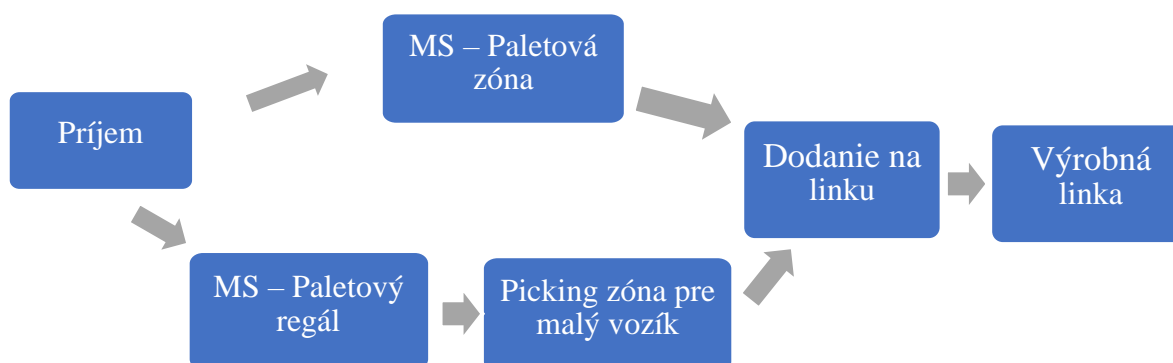 MS – Paletová
zóna
Príjem
Dodanie na
linku
Výrobná
linka
MS – Paletový
regál
Picking zóna pre
malý vozík